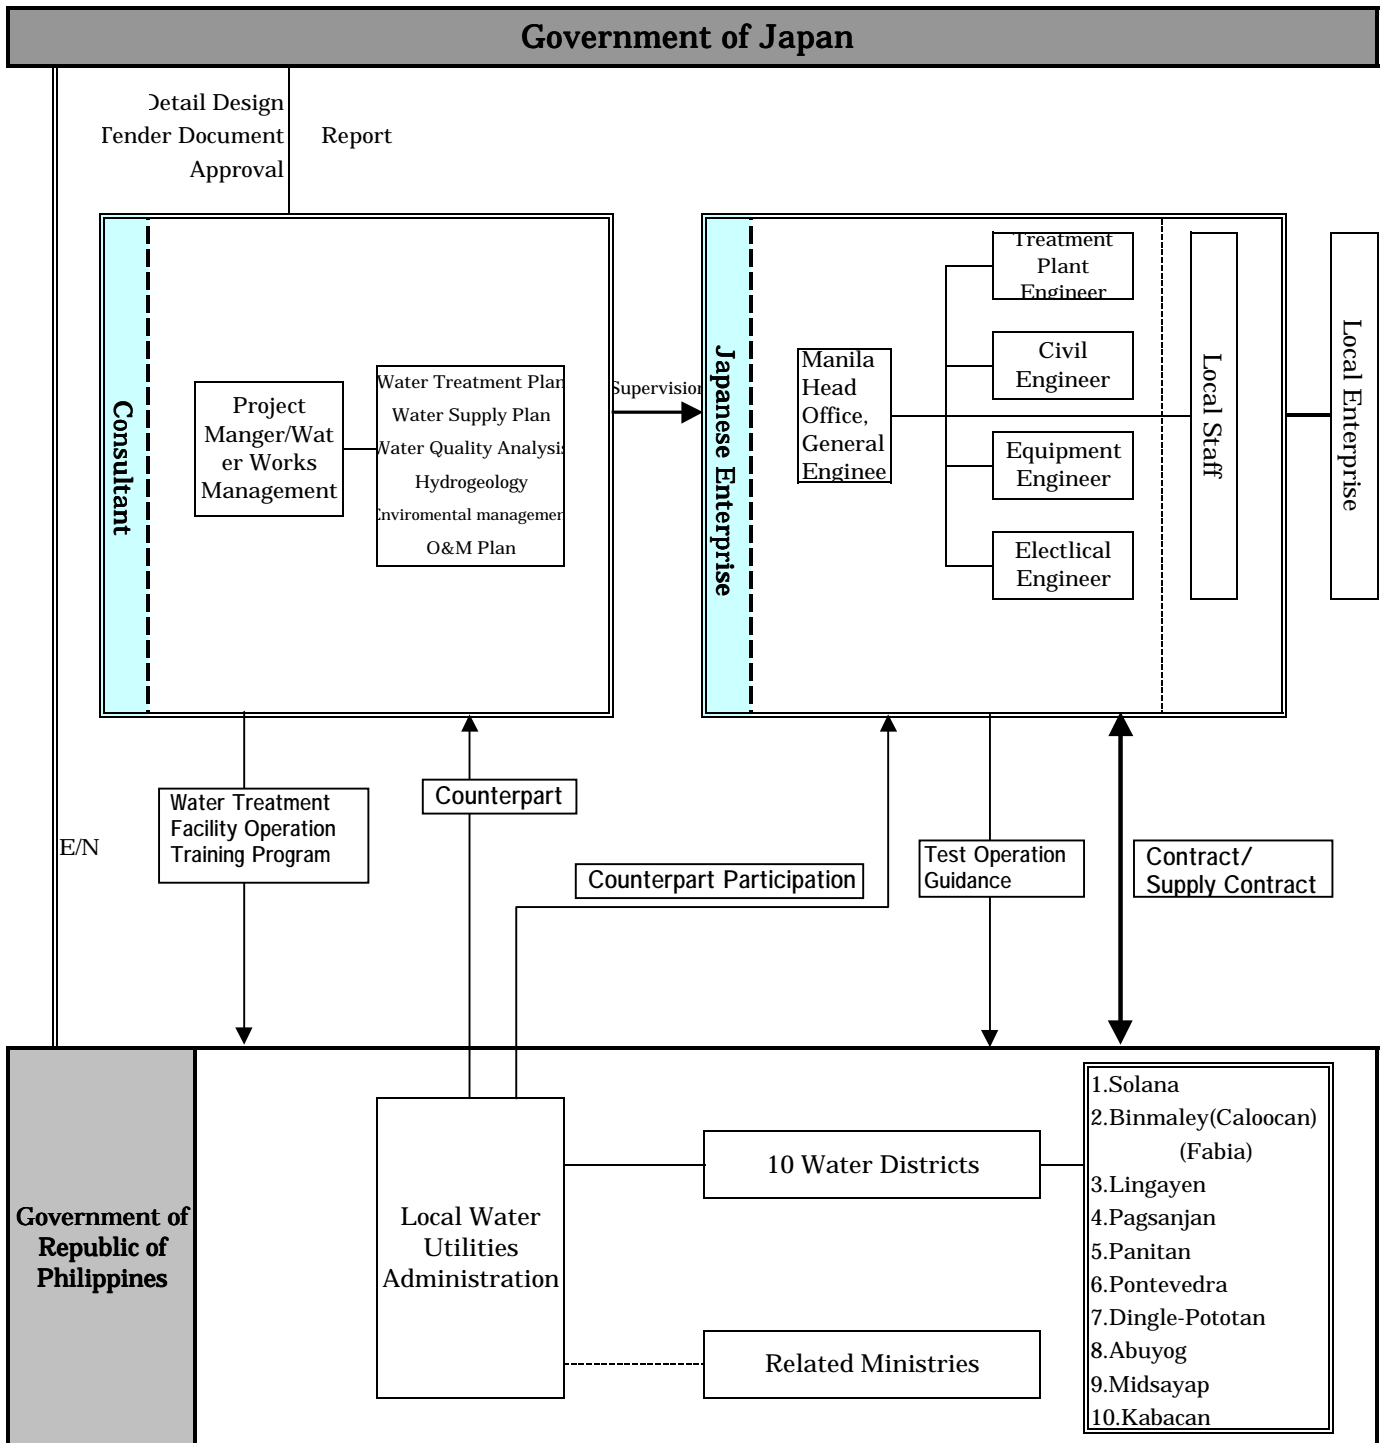 Government of Japan
Detail Design
Tender Document
Approval
Report
Consultant
Project
Manger/Wat
er Works
Management
Water Treatment Plan
Water Supply Plan
Water Quality Analysis
Hydrogeology
Enviromental managemen
O&M Plan
Supervision
Japanese Enterprise
Manila
Head
Office,
General
Enginee
Treatment
Plant
Engineer
Civil
Engineer
Equipment
Engineer
Electlical
Engineer
Local Staff
Local Enterprise
E/N
Water Treatment
Facility Operation
Training Program
Counterpart
Counterpart Participation
Test Operation
Guidance
Contract/
Supply Contract
Government of
Republic of
Philippines
Local Water
Utilities
Administration
10 Water Districts
Related Ministries
1.Solana
2.Binmaley(Caloocan)
(Fabia)
3.Lingayen
4.Pagsanjan
5.Panitan
6.Pontevedra
7.Dingle-Pototan
8.Abuyog
9.Midsayap
10.Kabacan